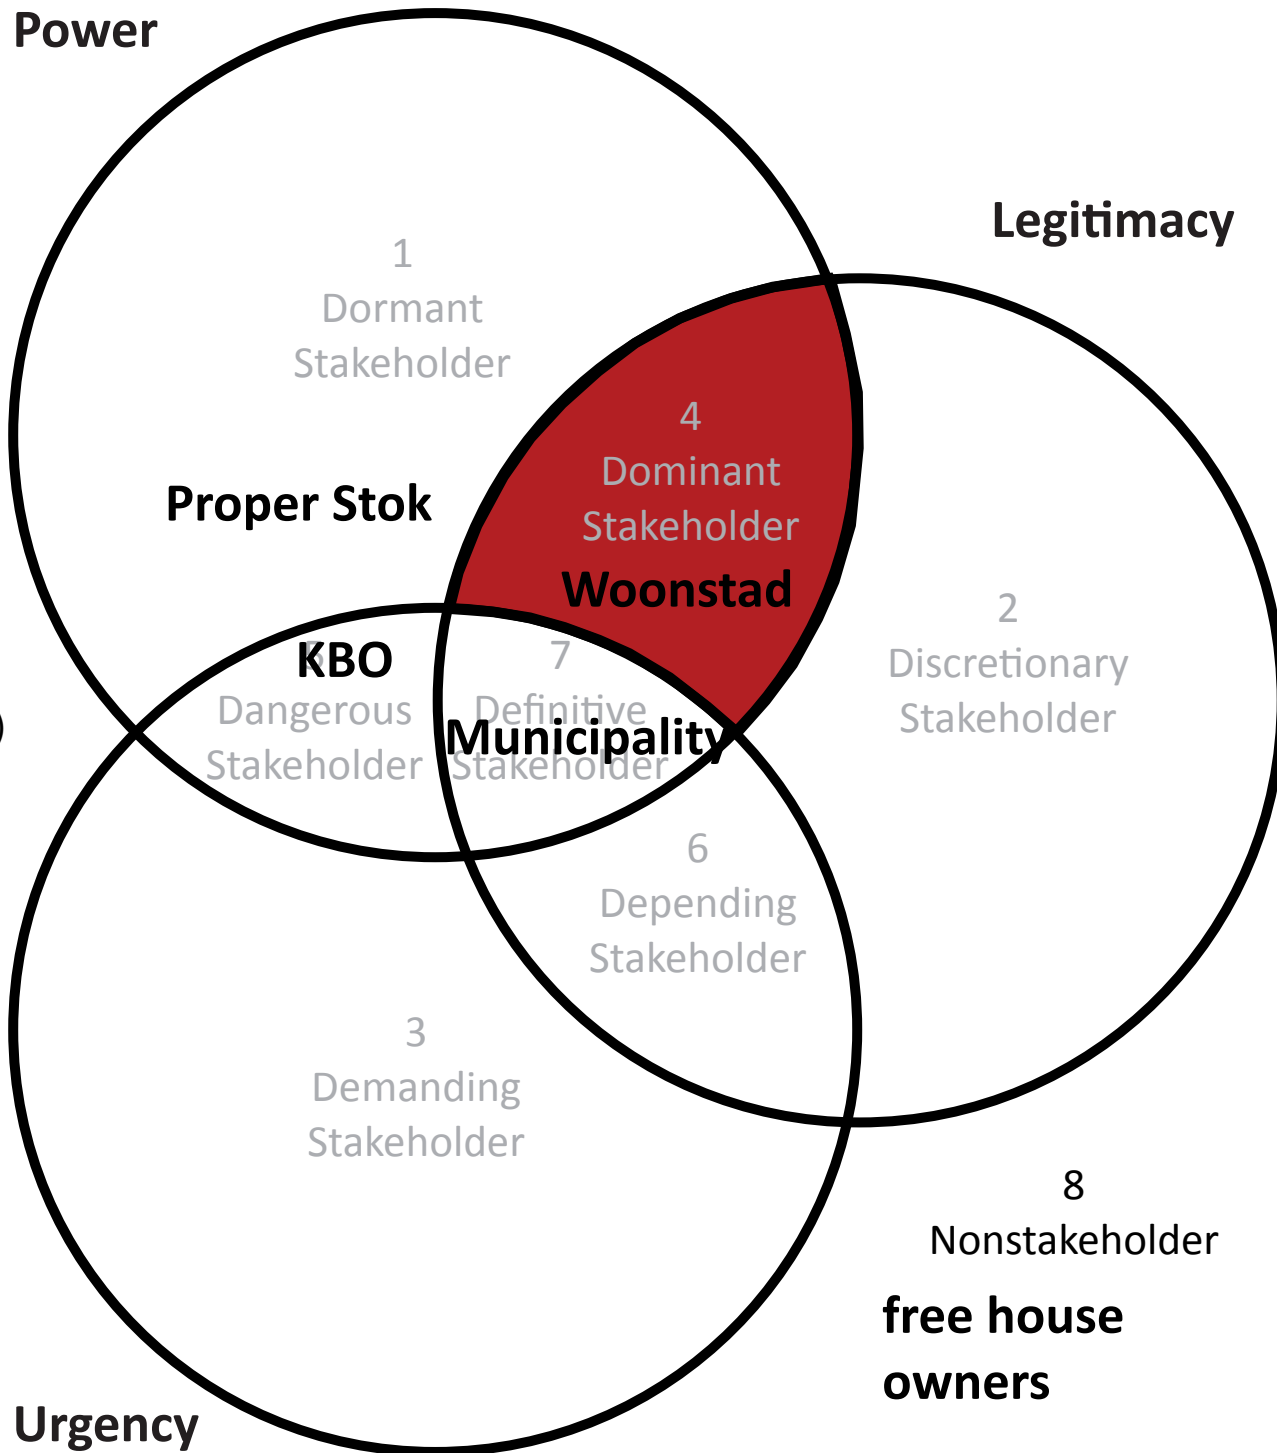 Power
Legitimacy
1
Dormant
Stakeholder
4
Dominant
Stakeholder
Proper Stok
Woonstad
2
Discretionary
Stakeholder
5
KBO
Dangerous
Stakeholder
7
Definitive
Stakeholder
Municipality
)
6
Depending
Stakeholder
3
Demanding
Stakeholder
8
Nonstakeholder
free house
owners
Urgency